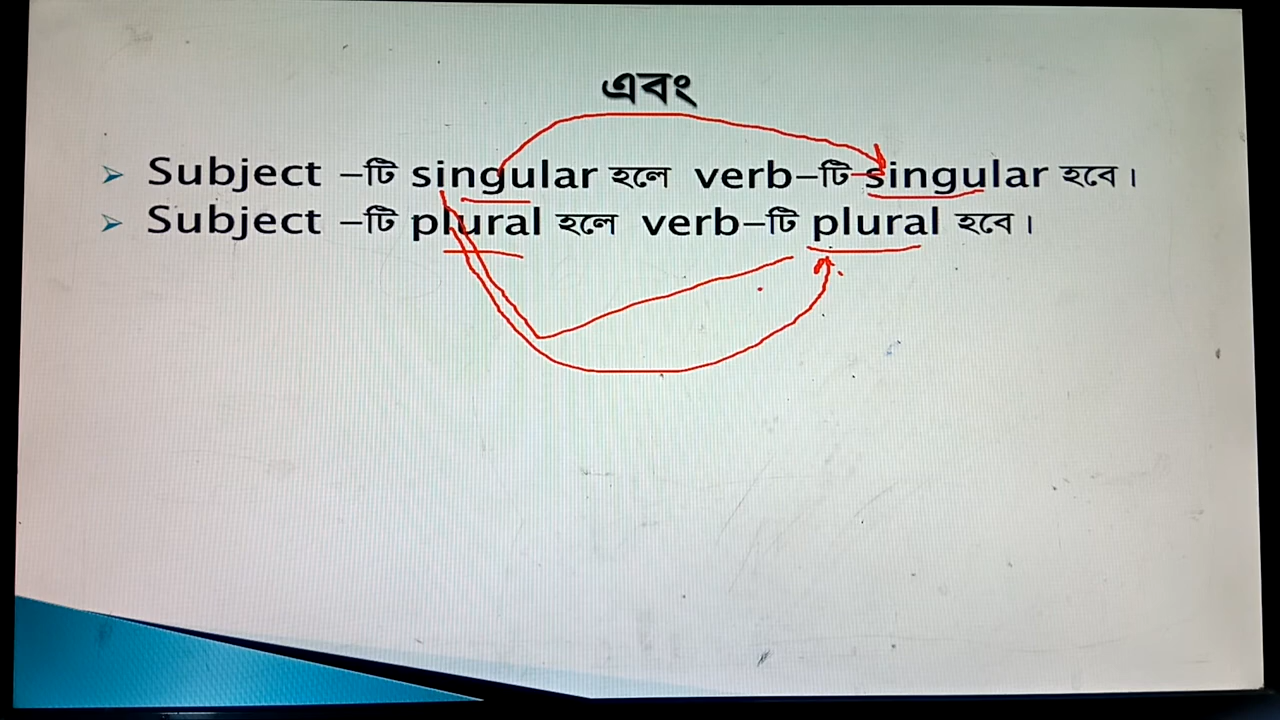 এবং
Subject –টি singular হলে verb–টি singular হবে।
Subject –টি plural হলে verb–টি plural হবে।